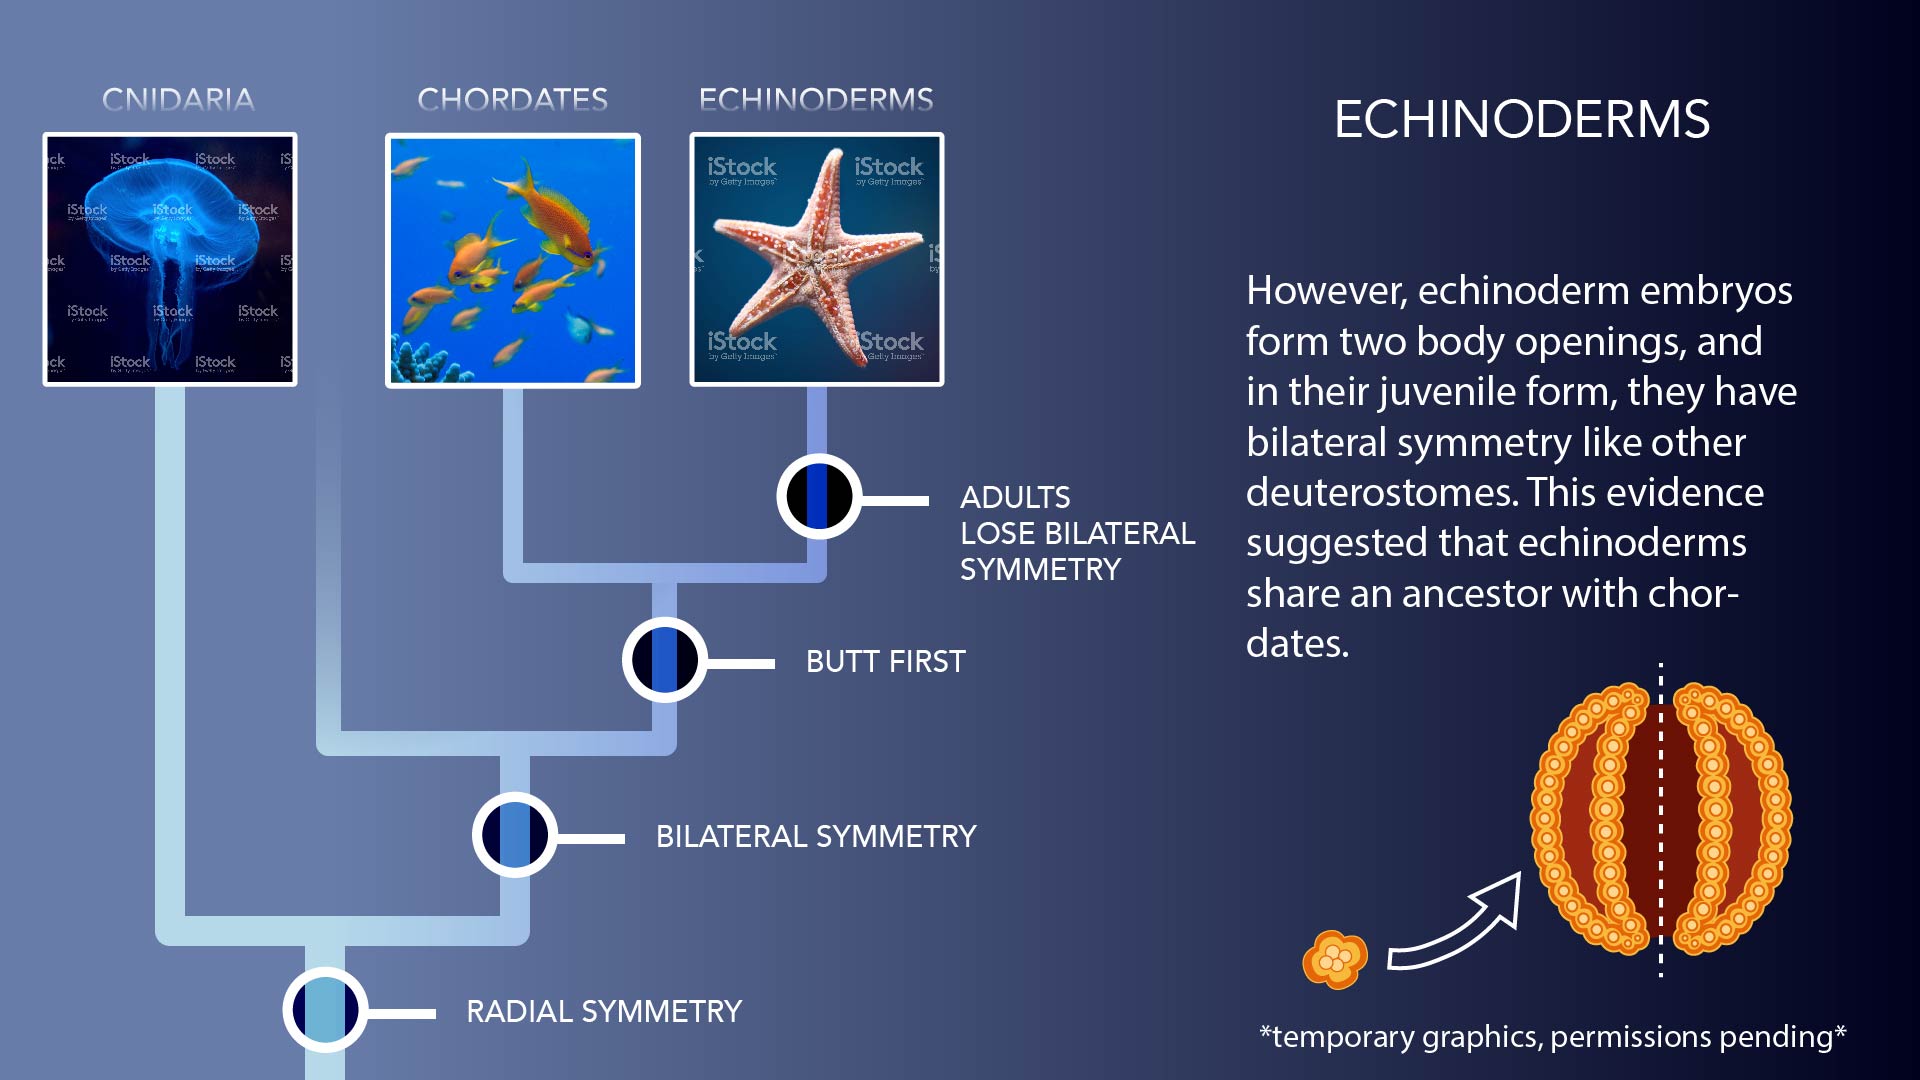 CNIDARIA
CHORDATES
ECHINODERMS
iStock
by Getty Images
ADULTS
LOSE BILATERAL
SYMMETRY
BUTT FIRST
BILATERAL SYMMETRY
RADIAL SYMMETRY
ECHINODERMS
However, echinoderm embryos
form two body openings, and
in their juvenile form, they have
bilateral symmetry like other
deuterostomes. This evidence
suggested that echinoderms
share an ancestor with chor-
dates.
*temporary graphics, permissions pending*